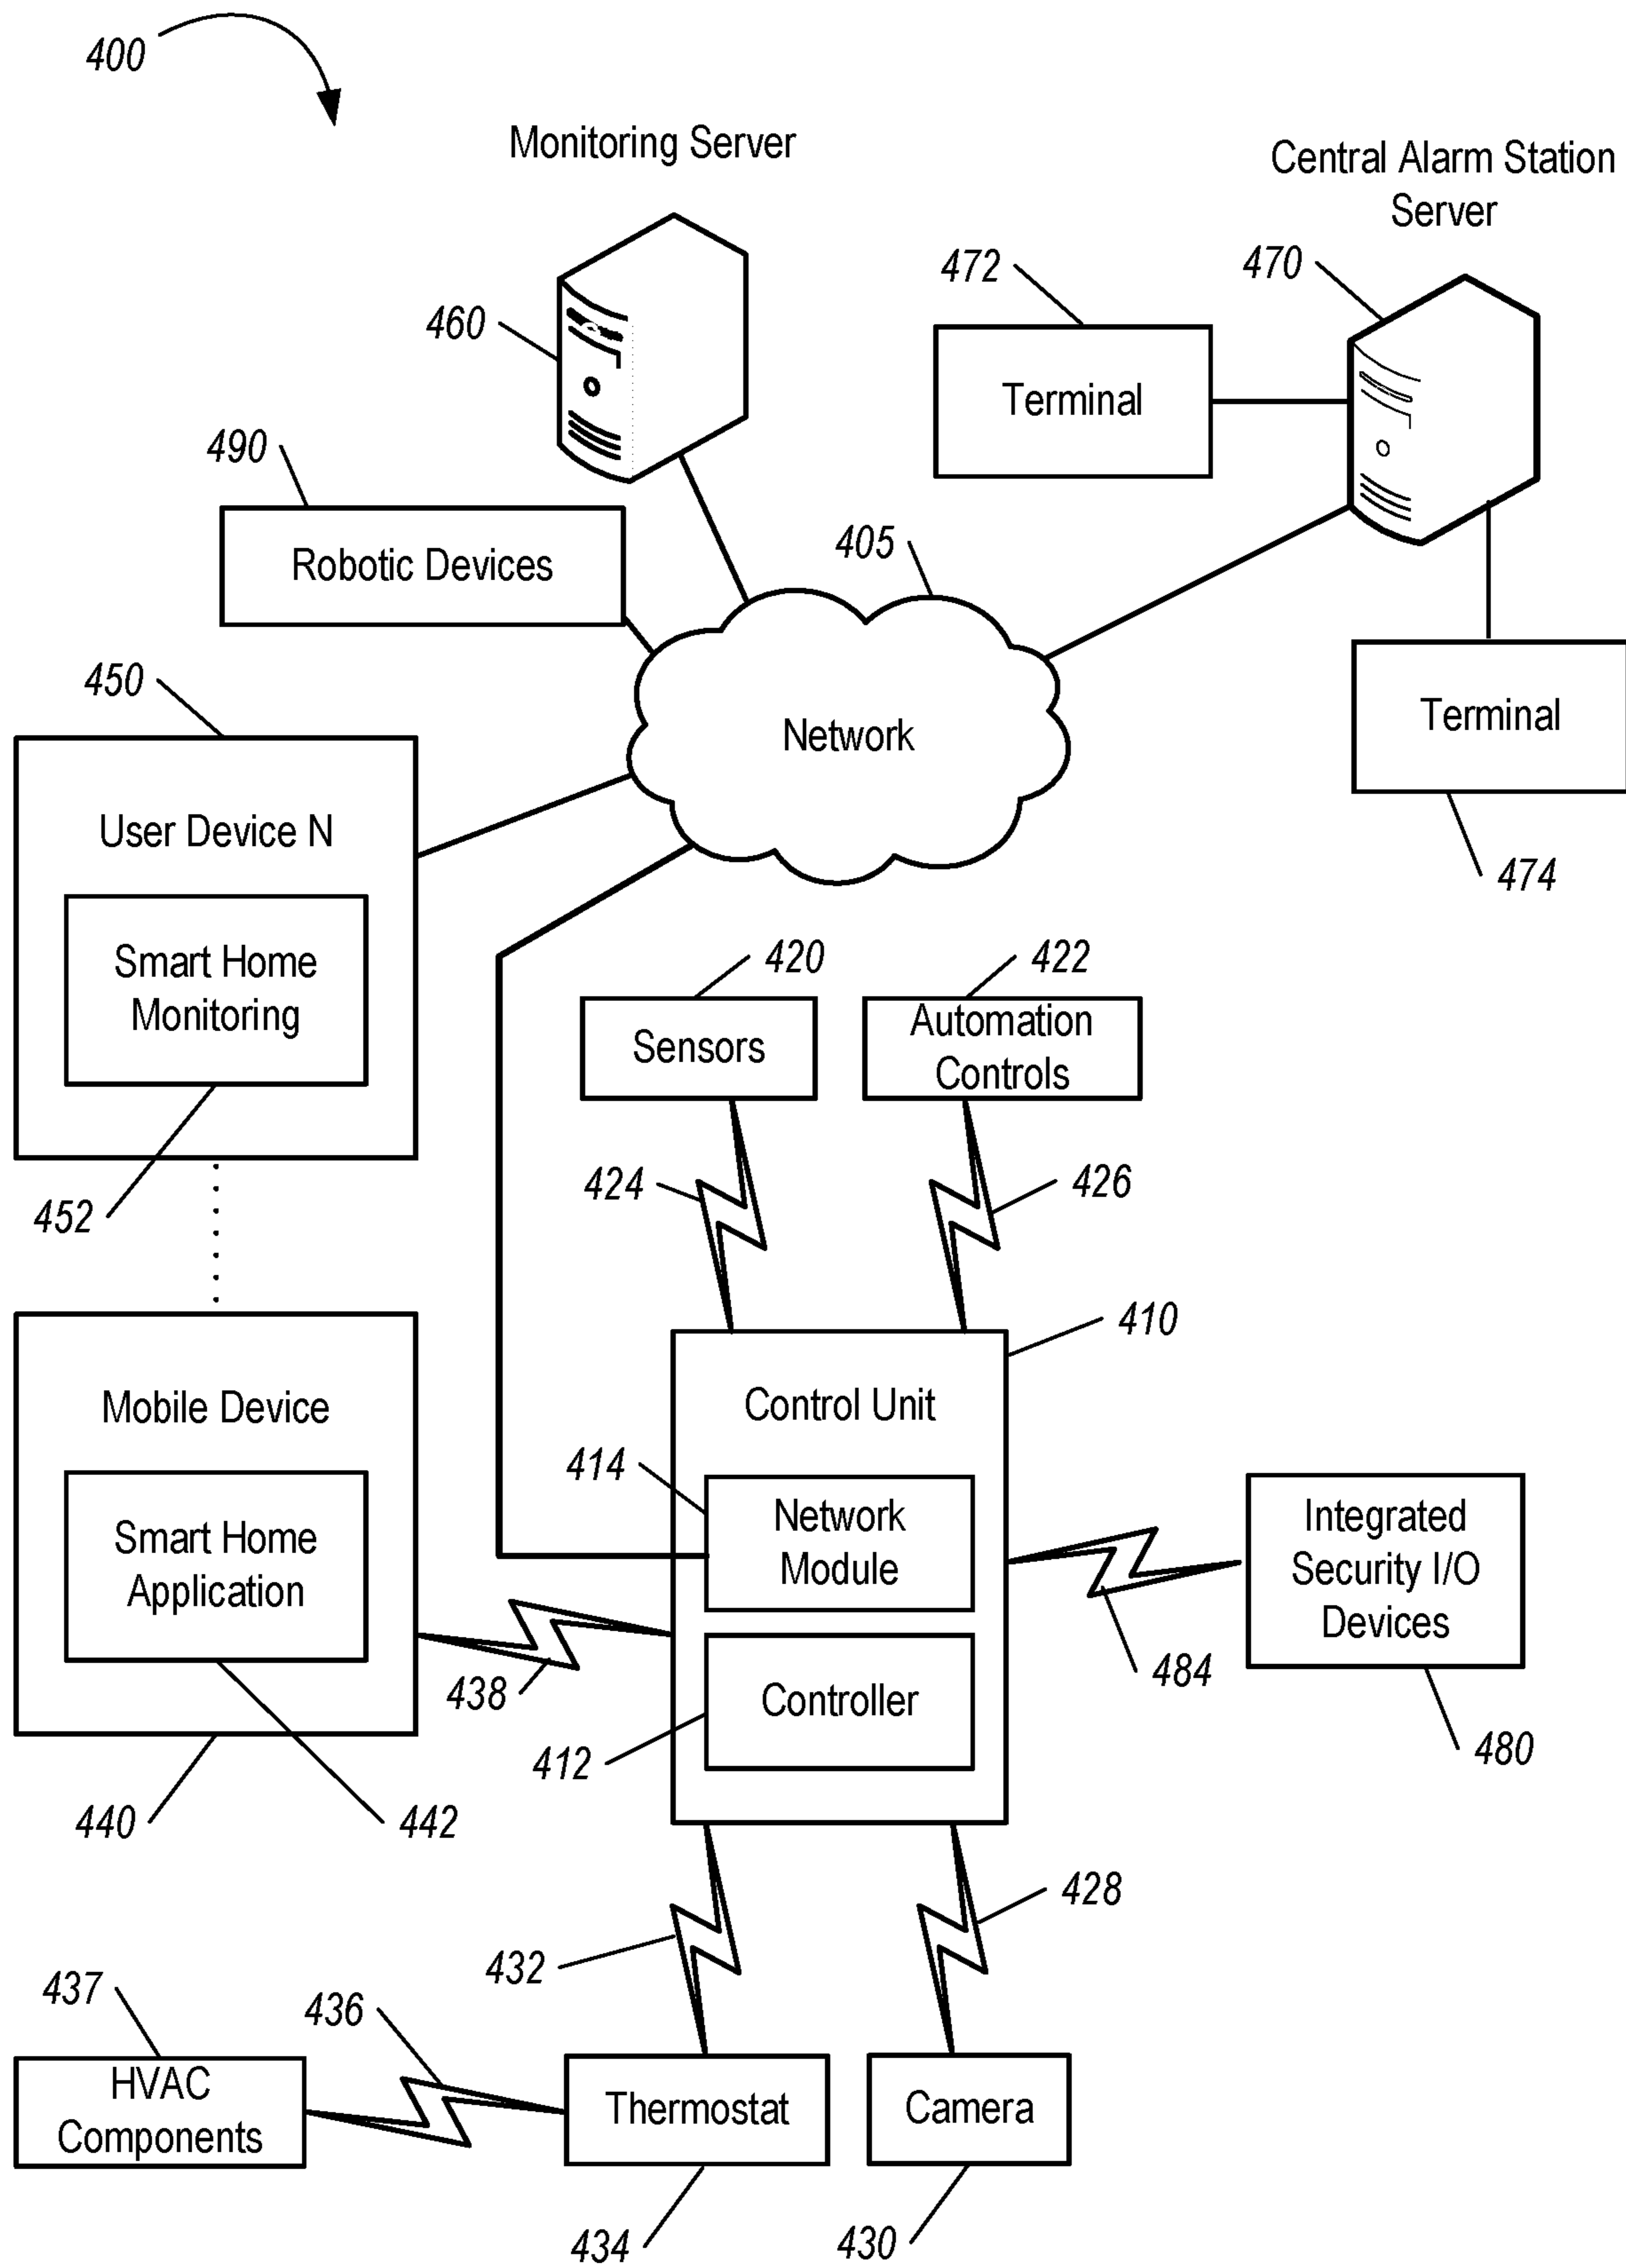 400
Monitoring Server
Central Alarm Station
Server
472
470
460
Terminal
490
405
Robotic Devices
450
Network
Terminal
User Device N
474
Smart Home
Monitoring
420
422
Sensors
Automation
Controls
424
426
452
410
Mobile Device
Control Unit
414
Network
Module
Integrated
Security I/O
Devices
Smart Home
Application
438
484
Controller
412
480
440
442
428
432
437
436
HVAC
Components
Thermostat
Camera
434
430